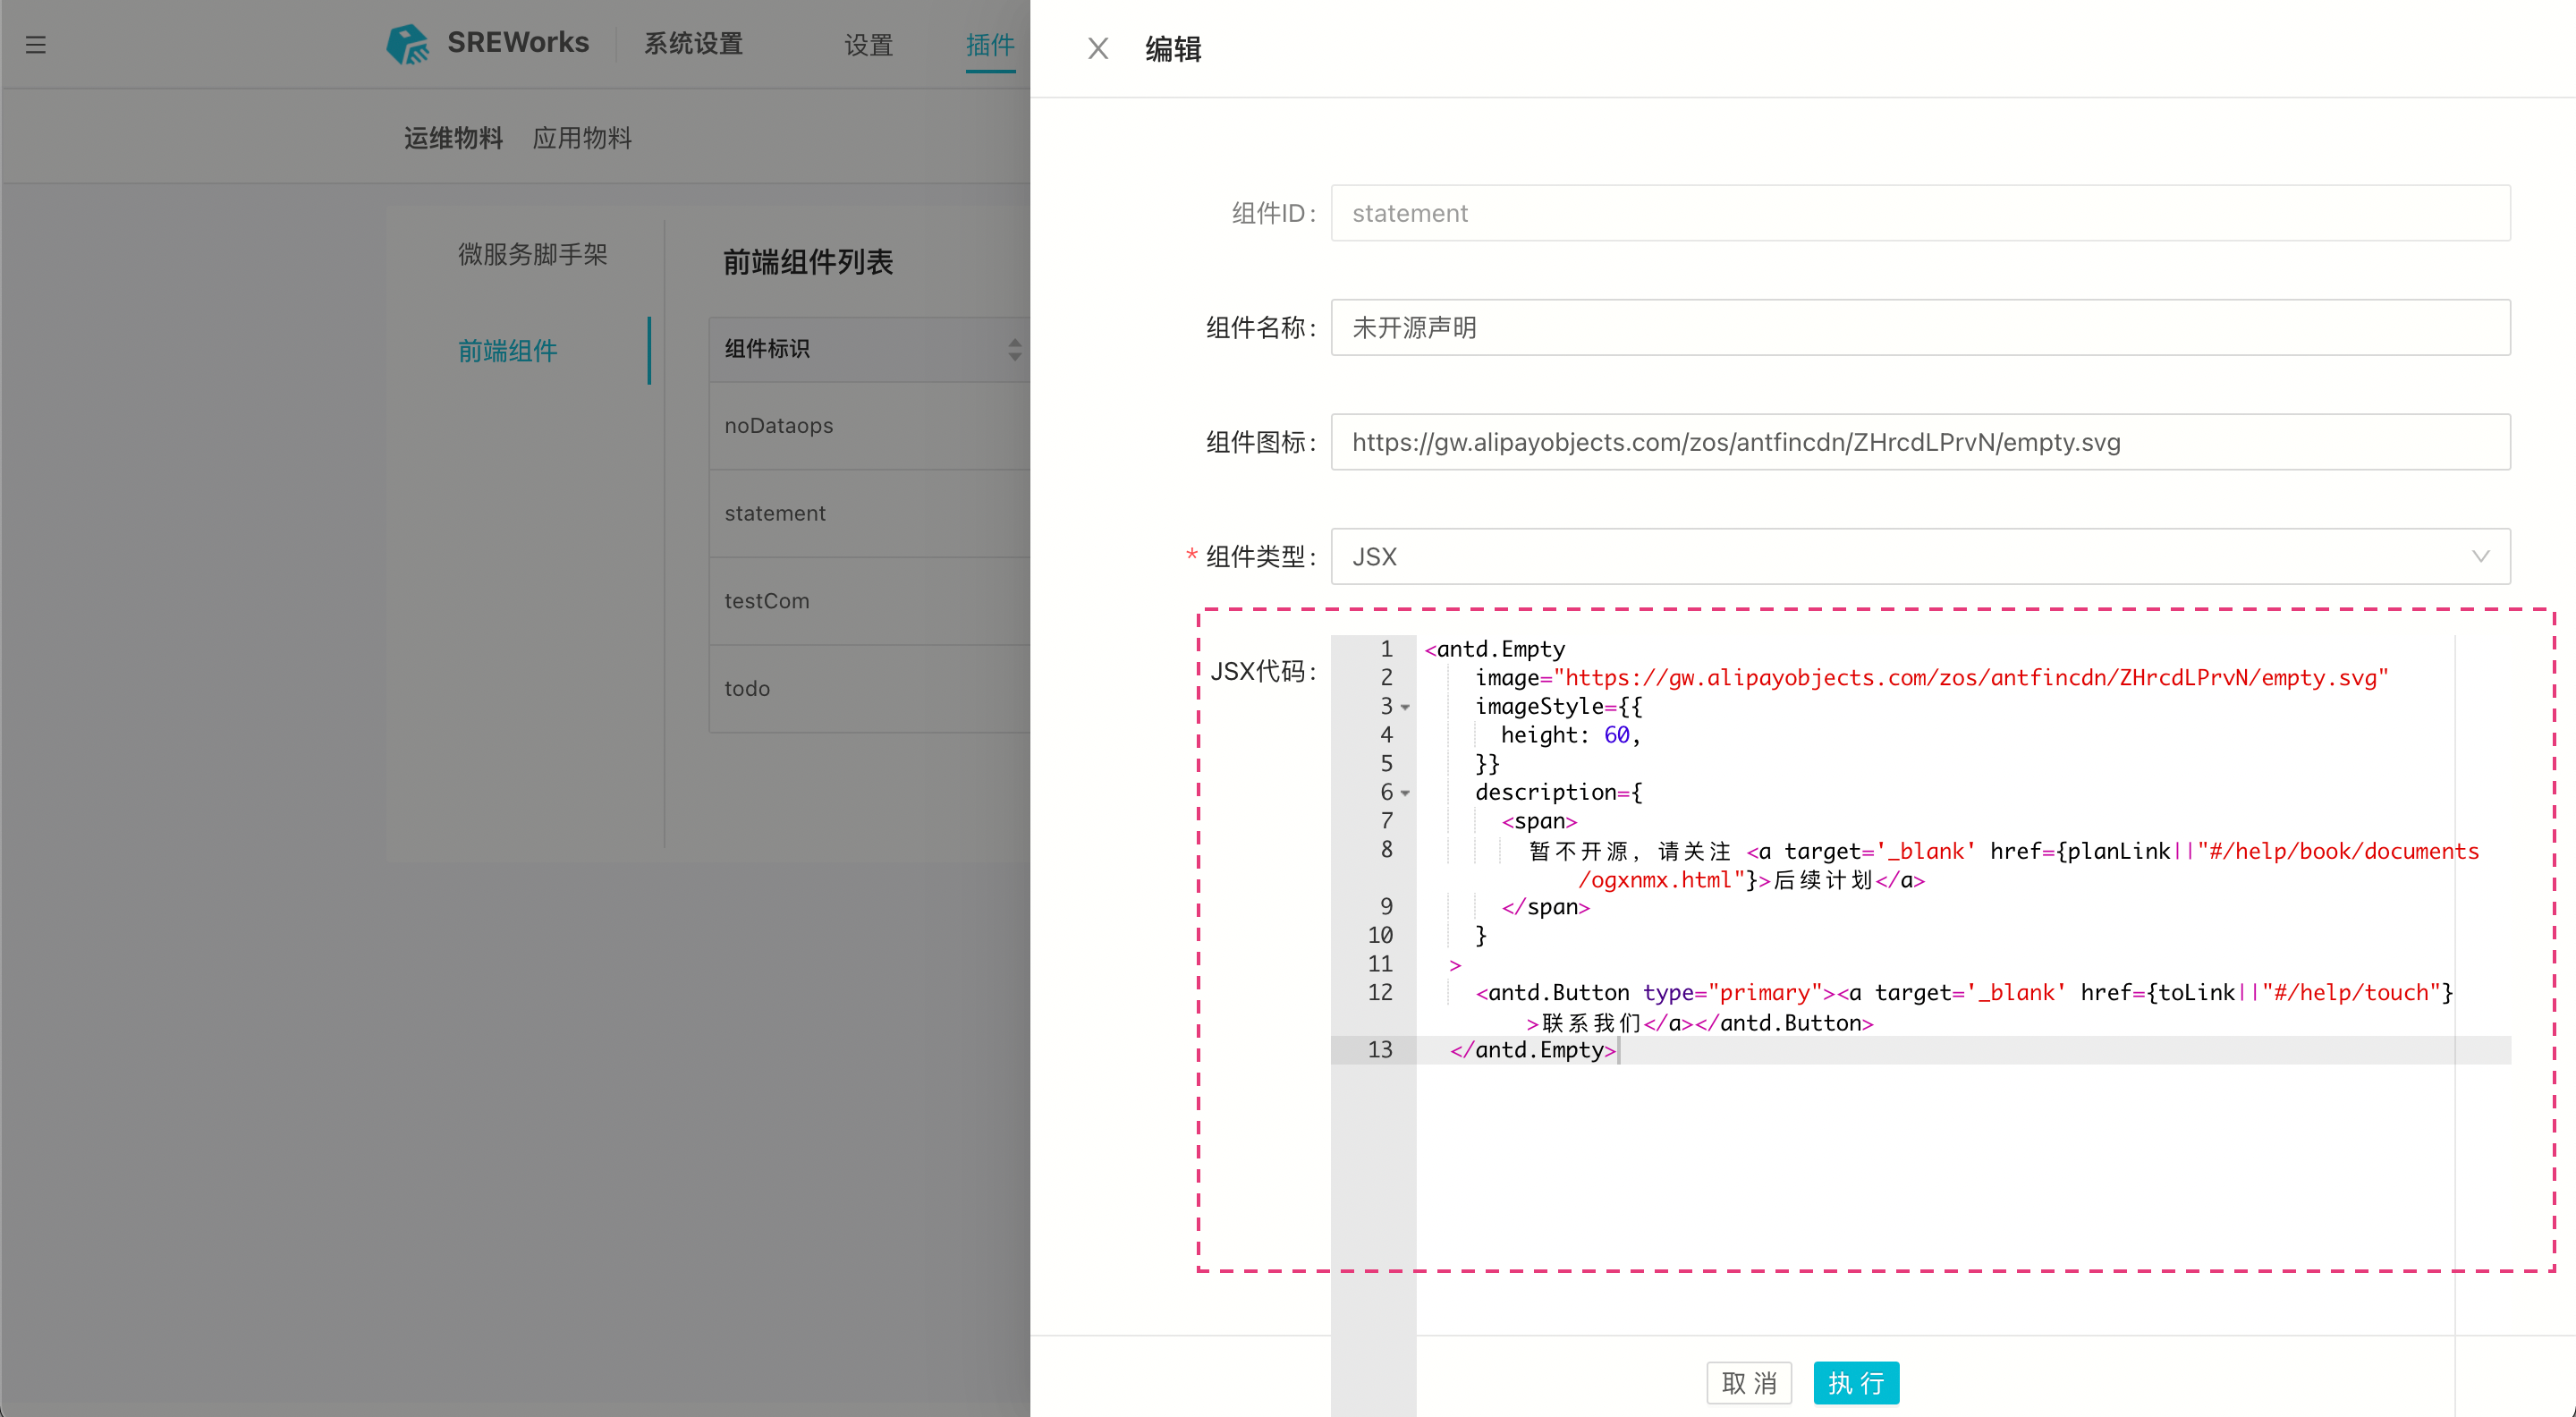 SREWorks 系统设置 设置 插件
运维物料 应用物料
微服务脚手架
前端组件
前端组件列表
组件标识
noDataops
statement
testCom
todo
编辑
组件ID: statement
组件名称: 未开源声明
组件图标: https://gw.alipayobjects.com/zos/antfincdn/ZHrcdLPrvN/empty.svg
* 组件类型: JSX
JSX代码:
1 <antd.Empty
2 image="https://gw.alipayobjects.com/zos/antfincdn/ZHrcdLPrvN/empty.svg"
3 imageStyle={{
4 height: 60,
5 }}
6 description={
7 <span>
8 暂不开源，请关注 <a target='_blank' href={planLink||"#/help/book/documents
/ogxnmx.html"}>后续计划</a>
9 </span>
10 }
11 >
12 <antd.Button type="primary"><a target='_blank' href={toLink||"#/help/touch"}
>联系我们</a></antd.Button>
13 </antd.Empty>
取 消 执 行